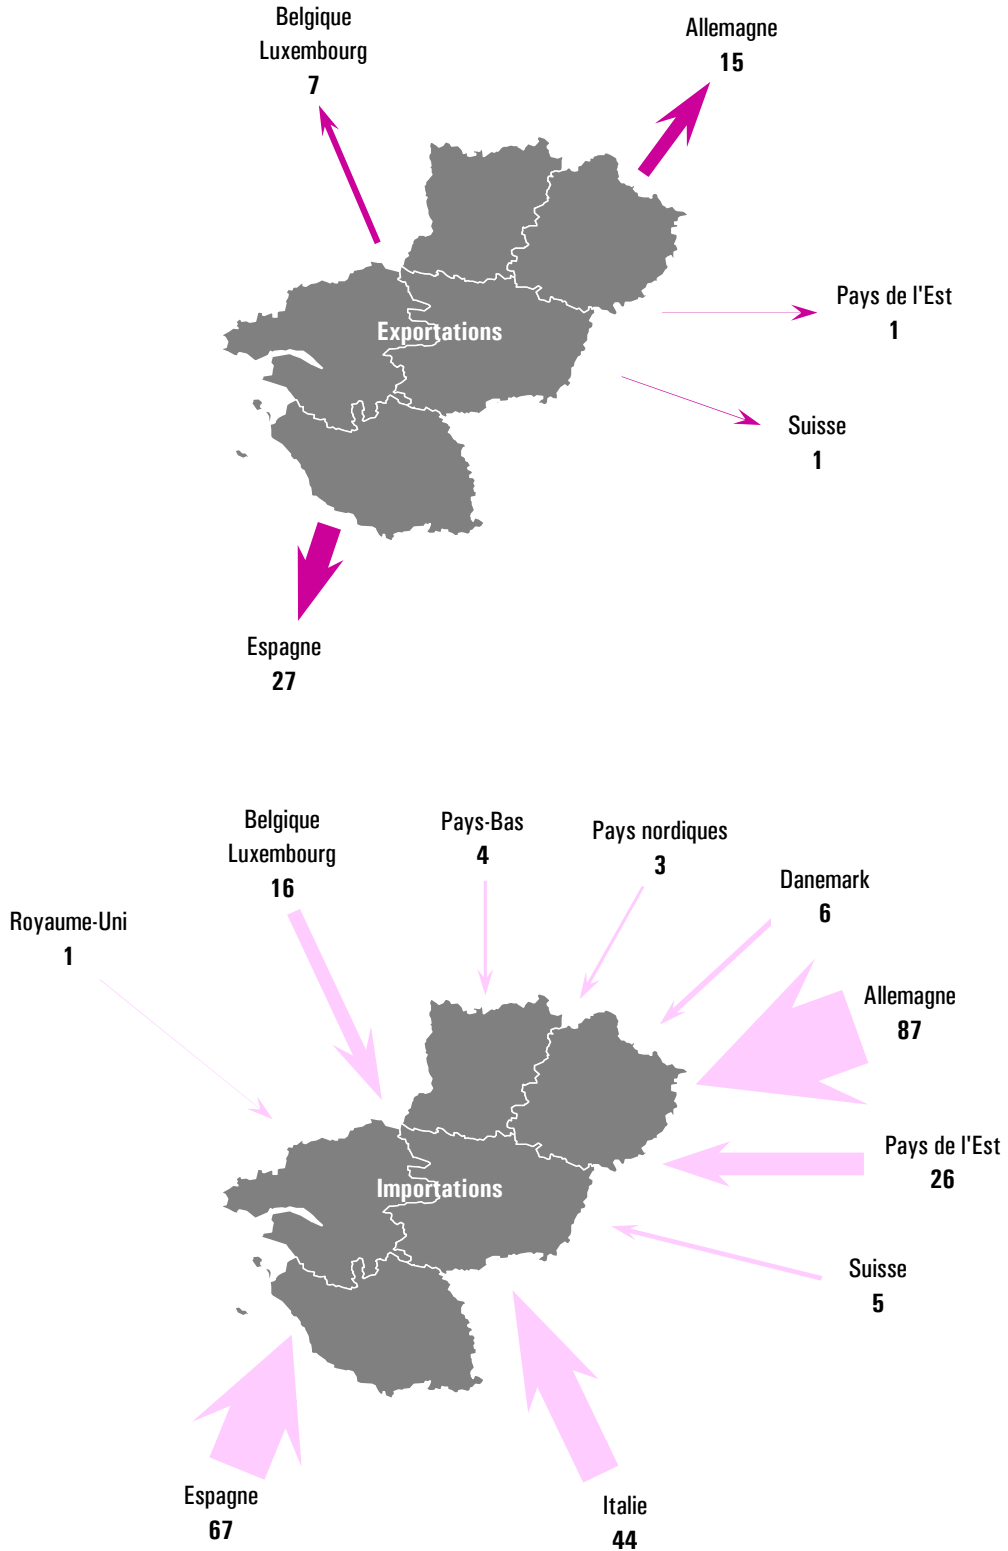 Belgique
Luxembourg
7
Allemagne
15
Pays de l'Est
1
Exportations
Suisse
1
Espagne
27
Belgique
Luxembourg
16
Pays-Bas
4
Pays nordiques
3
Danemark
6
Royaume-Uni
1
Allemagne
87
Pays de l'Est
26
Importations
Suisse
5
Espagne
67
Italie
44